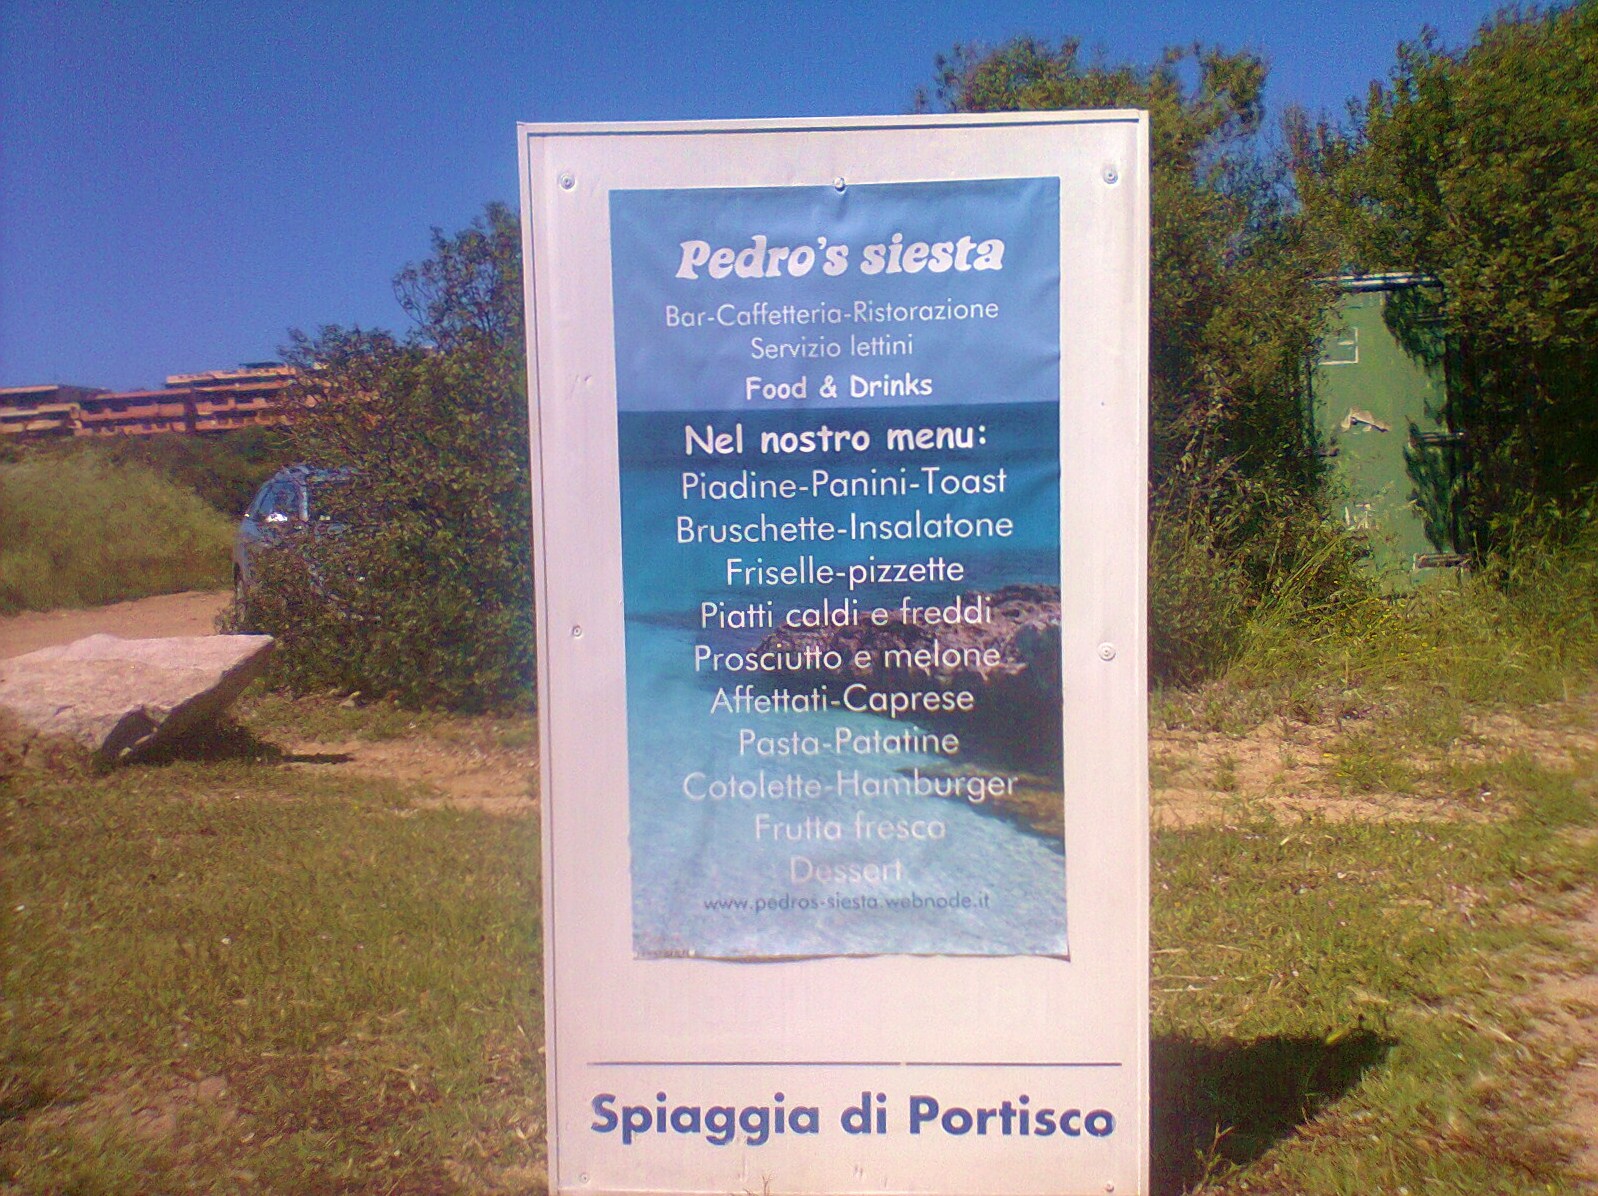 Pedro's siesta
Bar-Caffetteria-Ristorazione
Servizio lettini
Food & Drinks
Nel nostro menu:
Piadine-Panini-Toast
Bruschette-Insalatone
Friselle-pizzette
Piatti caldi e freddi
Prosciutto e melone
Affettati-Caprese
Pasta-Patatine
Cotolette-Hamburger
Frutta fresca
Dessert
www.pedros-siesta.webnode.it
Spiaggia di Portisco